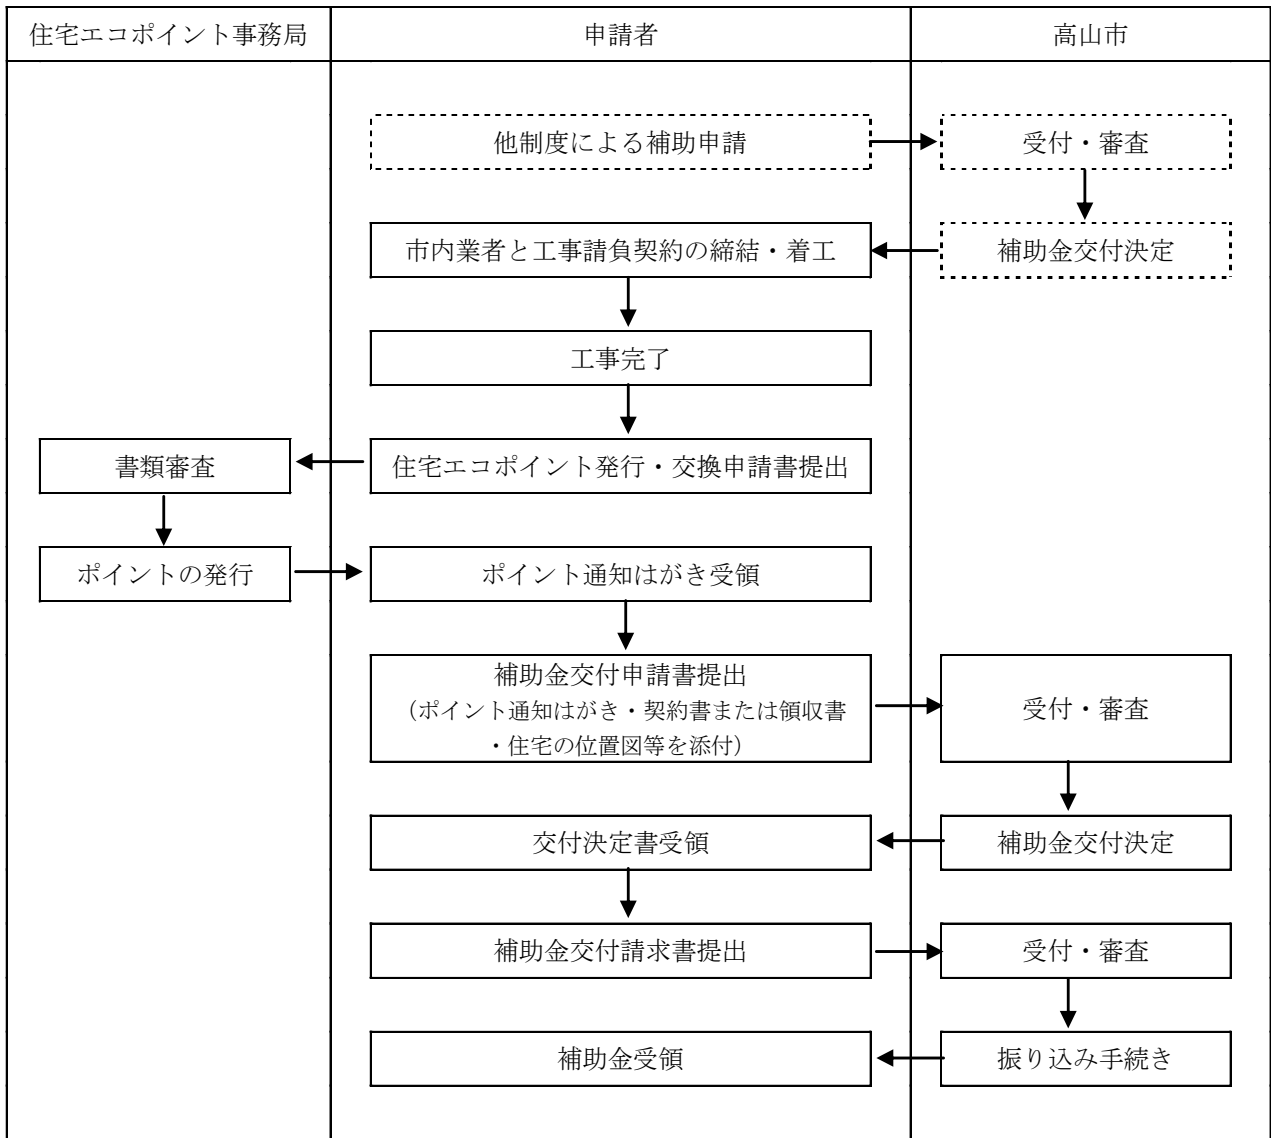 住宅エコポイント事務局
申請者
高山市
他制度による補助申請
受付・審査
市内業者と工事請負契約の締結・着工
補助金交付決定
工事完了
書類審査
住宅エコポイント発行・交換申請書提出
ポイントの発行
ポイント通知はがき受領
補助金交付申請書提出
（ポイント通知はがき・契約書または領収書
・住宅の位置図等を添付）
受付・審査
交付決定書受領
補助金交付決定
補助金交付請求書提出
受付・審査
補助金受領
振り込み手続き